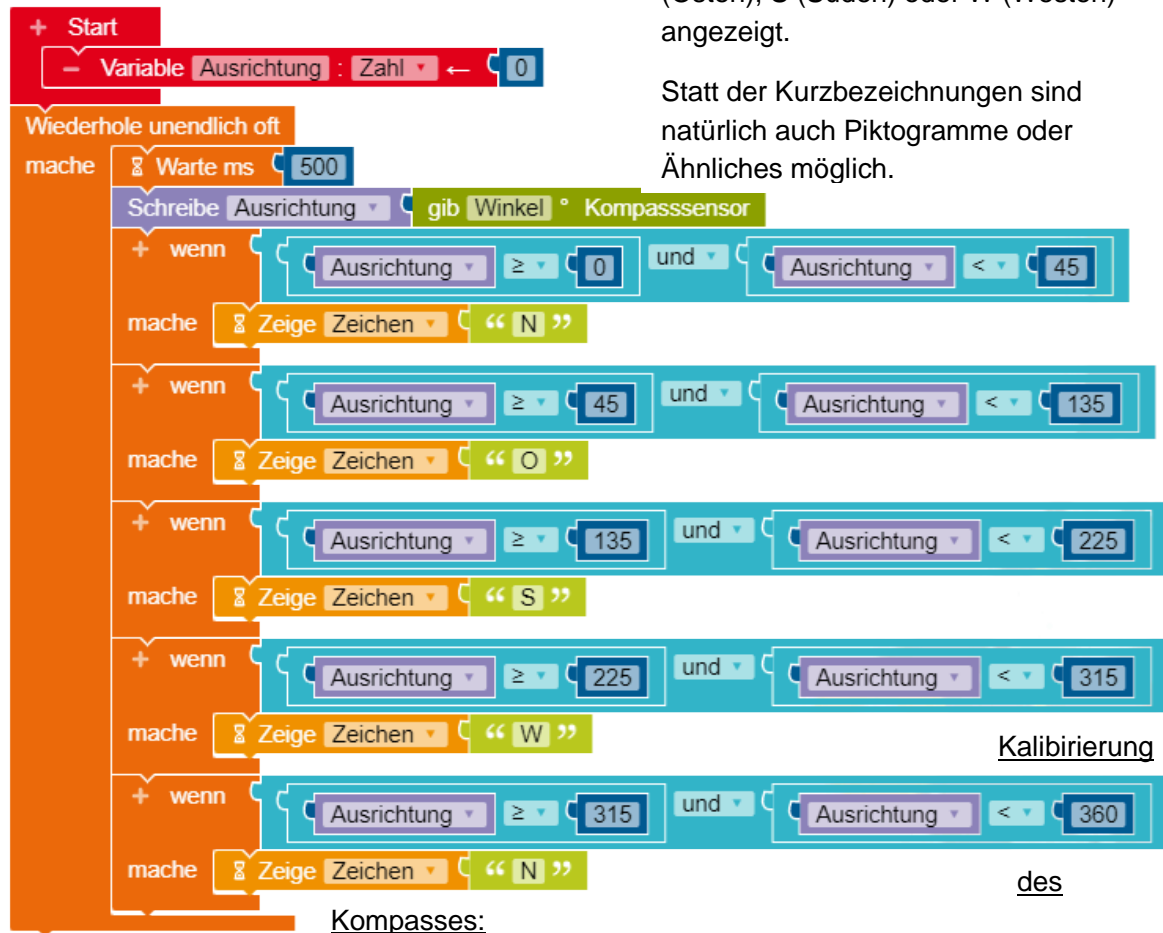 (Osten), S (Süden) oder W (Westen)
angezeigt.
Statt der Kurzbezeichnungen sind
natürlich auch Piktogramme oder
Ähnliches möglich.
+ Start
− Variable Ausrichtung : Zahl ← 0
Wiederhole unendlich oft
mache Warte ms 500
Schreibe Ausrichtung gib Winkel ° Kompasssensor
+ wenn Ausrichtung ≥ 0 und Ausrichtung < 45
mache Zeige Zeichen “ N ”
+ wenn Ausrichtung ≥ 45 und Ausrichtung < 135
mache Zeige Zeichen “ O ”
+ wenn Ausrichtung ≥ 135 und Ausrichtung < 225
mache Zeige Zeichen “ S ”
+ wenn Ausrichtung ≥ 225 und Ausrichtung < 315
mache Zeige Zeichen “ W ”
Kalibirierung
+ wenn Ausrichtung ≥ 315 und Ausrichtung < 360
mache Zeige Zeichen “ N ”
des
Kompasses: